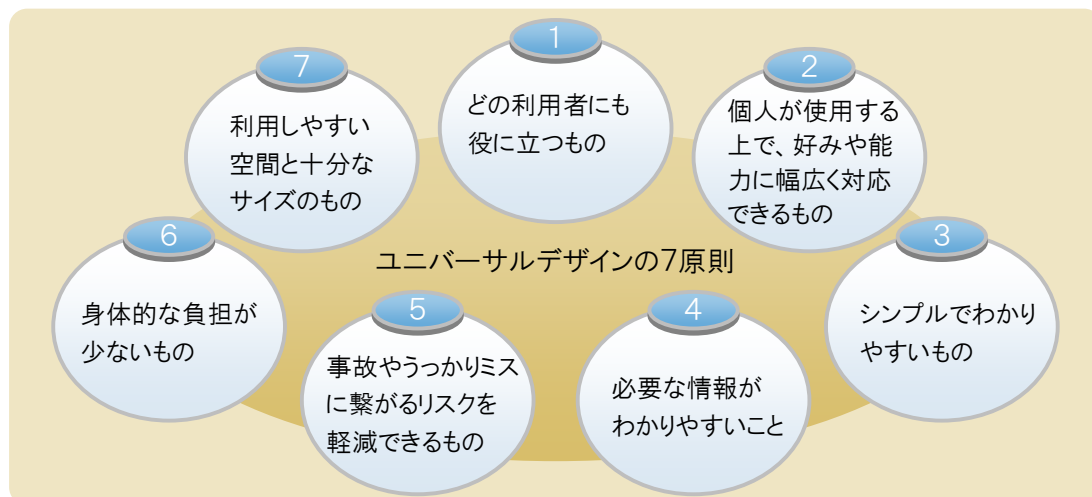 ユニバーサルデザインの7原則
1
どの利用者にも
役に立つもの
2
個人が使用する
上で、好みや能
力に幅広く対応
できるもの
3
シンプルでわかり
やすいもの
4
必要な情報が
わかりやすいこと
5
事故やうっかりミス
に繋がるリスクを
軽減できるもの
6
身体的な負担が
少ないもの
7
利用しやすい
空間と十分な
サイズのもの